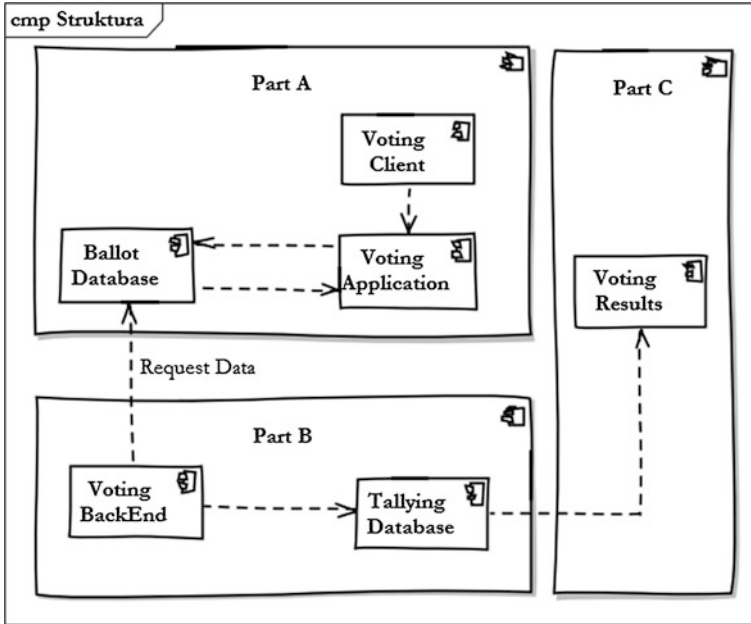 cmp Struktura
Part A
Part C
Voting
Client
Ballot
Database
Voting
Application
Voting
Results
Request Data
Part B
Voting
BackEnd
Tallying
Database